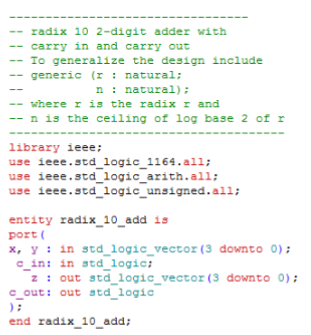 ---------------------------------
-- radix 10 2-digit adder with
-- carry in and carry out
-- To generalize the design include
-- generic (r : natural;
--          n : natural);
-- where r is the radix r and
-- n is the ceiling of log base 2 of r
--------------------------------------
library ieee;
use ieee.std_logic_1164.all;
use ieee.std_logic_arith.all;
use ieee.std_logic_unsigned.all;
entity radix_10_add is
port(
x, y : in std_logic_vector(3 downto 0);
c_in: in std_logic;
z : out std_logic_vector(3 downto 0);
c_out: out std_logic
);
end radix_10_add;